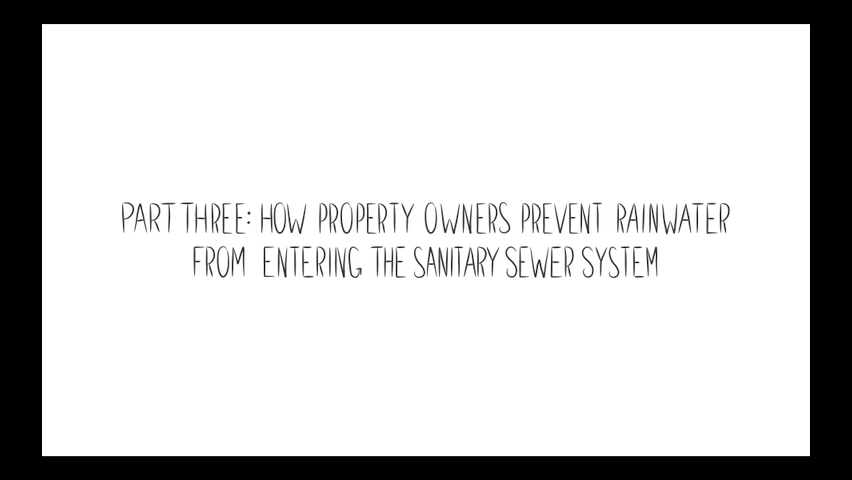 PART THREE: HOW PROPERTY OWNERS PREVENT RAINWATER
FROM ENTERING THE SANITARY SEWER SYSTEM